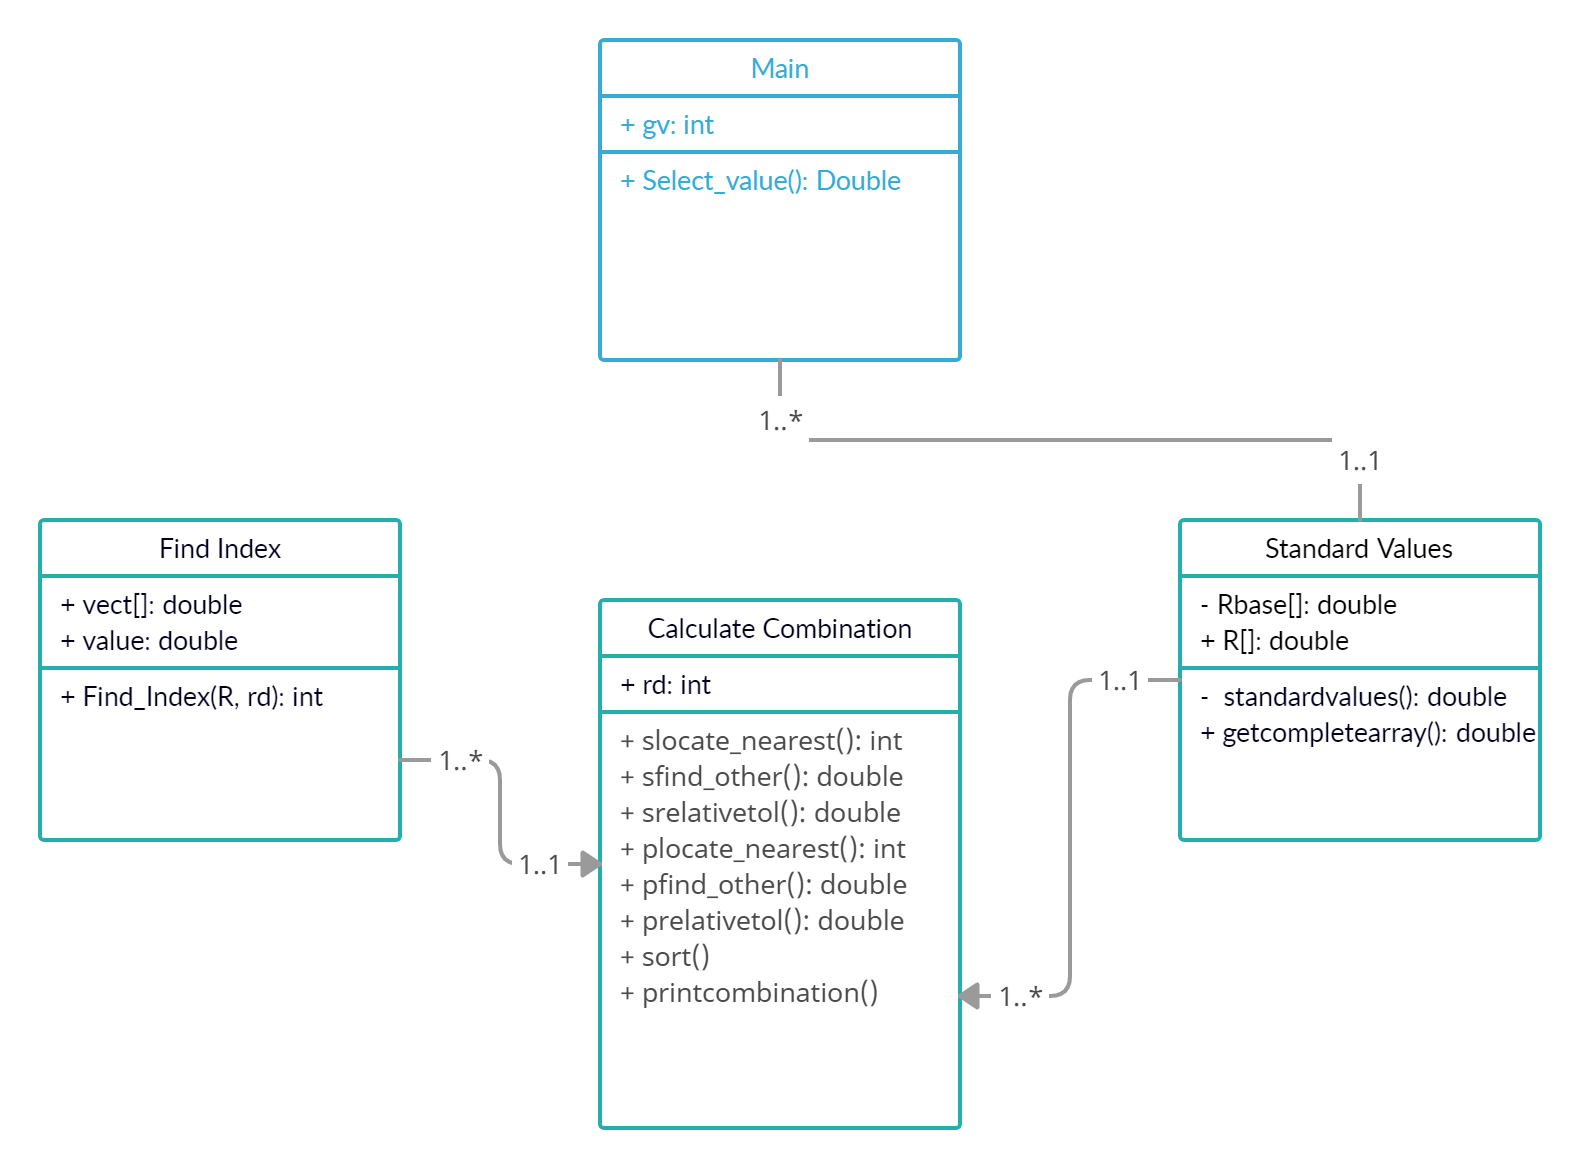 Main
+ gv: int
+ Select_value(): Double
1..*
1..1
Find Index
+ vect[]: double
+ value: double
+ Find_Index(R, rd): int
1..*
1..1
Calculate Combination
+ rd: int
+ slocate_nearest(): int
+ sfind_other(): double
+ srelativetol(): double
+ plocate_nearest(): int
+ pfind_other(): double
+ prelativetol(): double
+ sort()
+ printcombination()
Standard Values
- Rbase[]: double
+ R[]: double
- standardvalues(): double
+ getcompletearray(): double
1..1
1..*